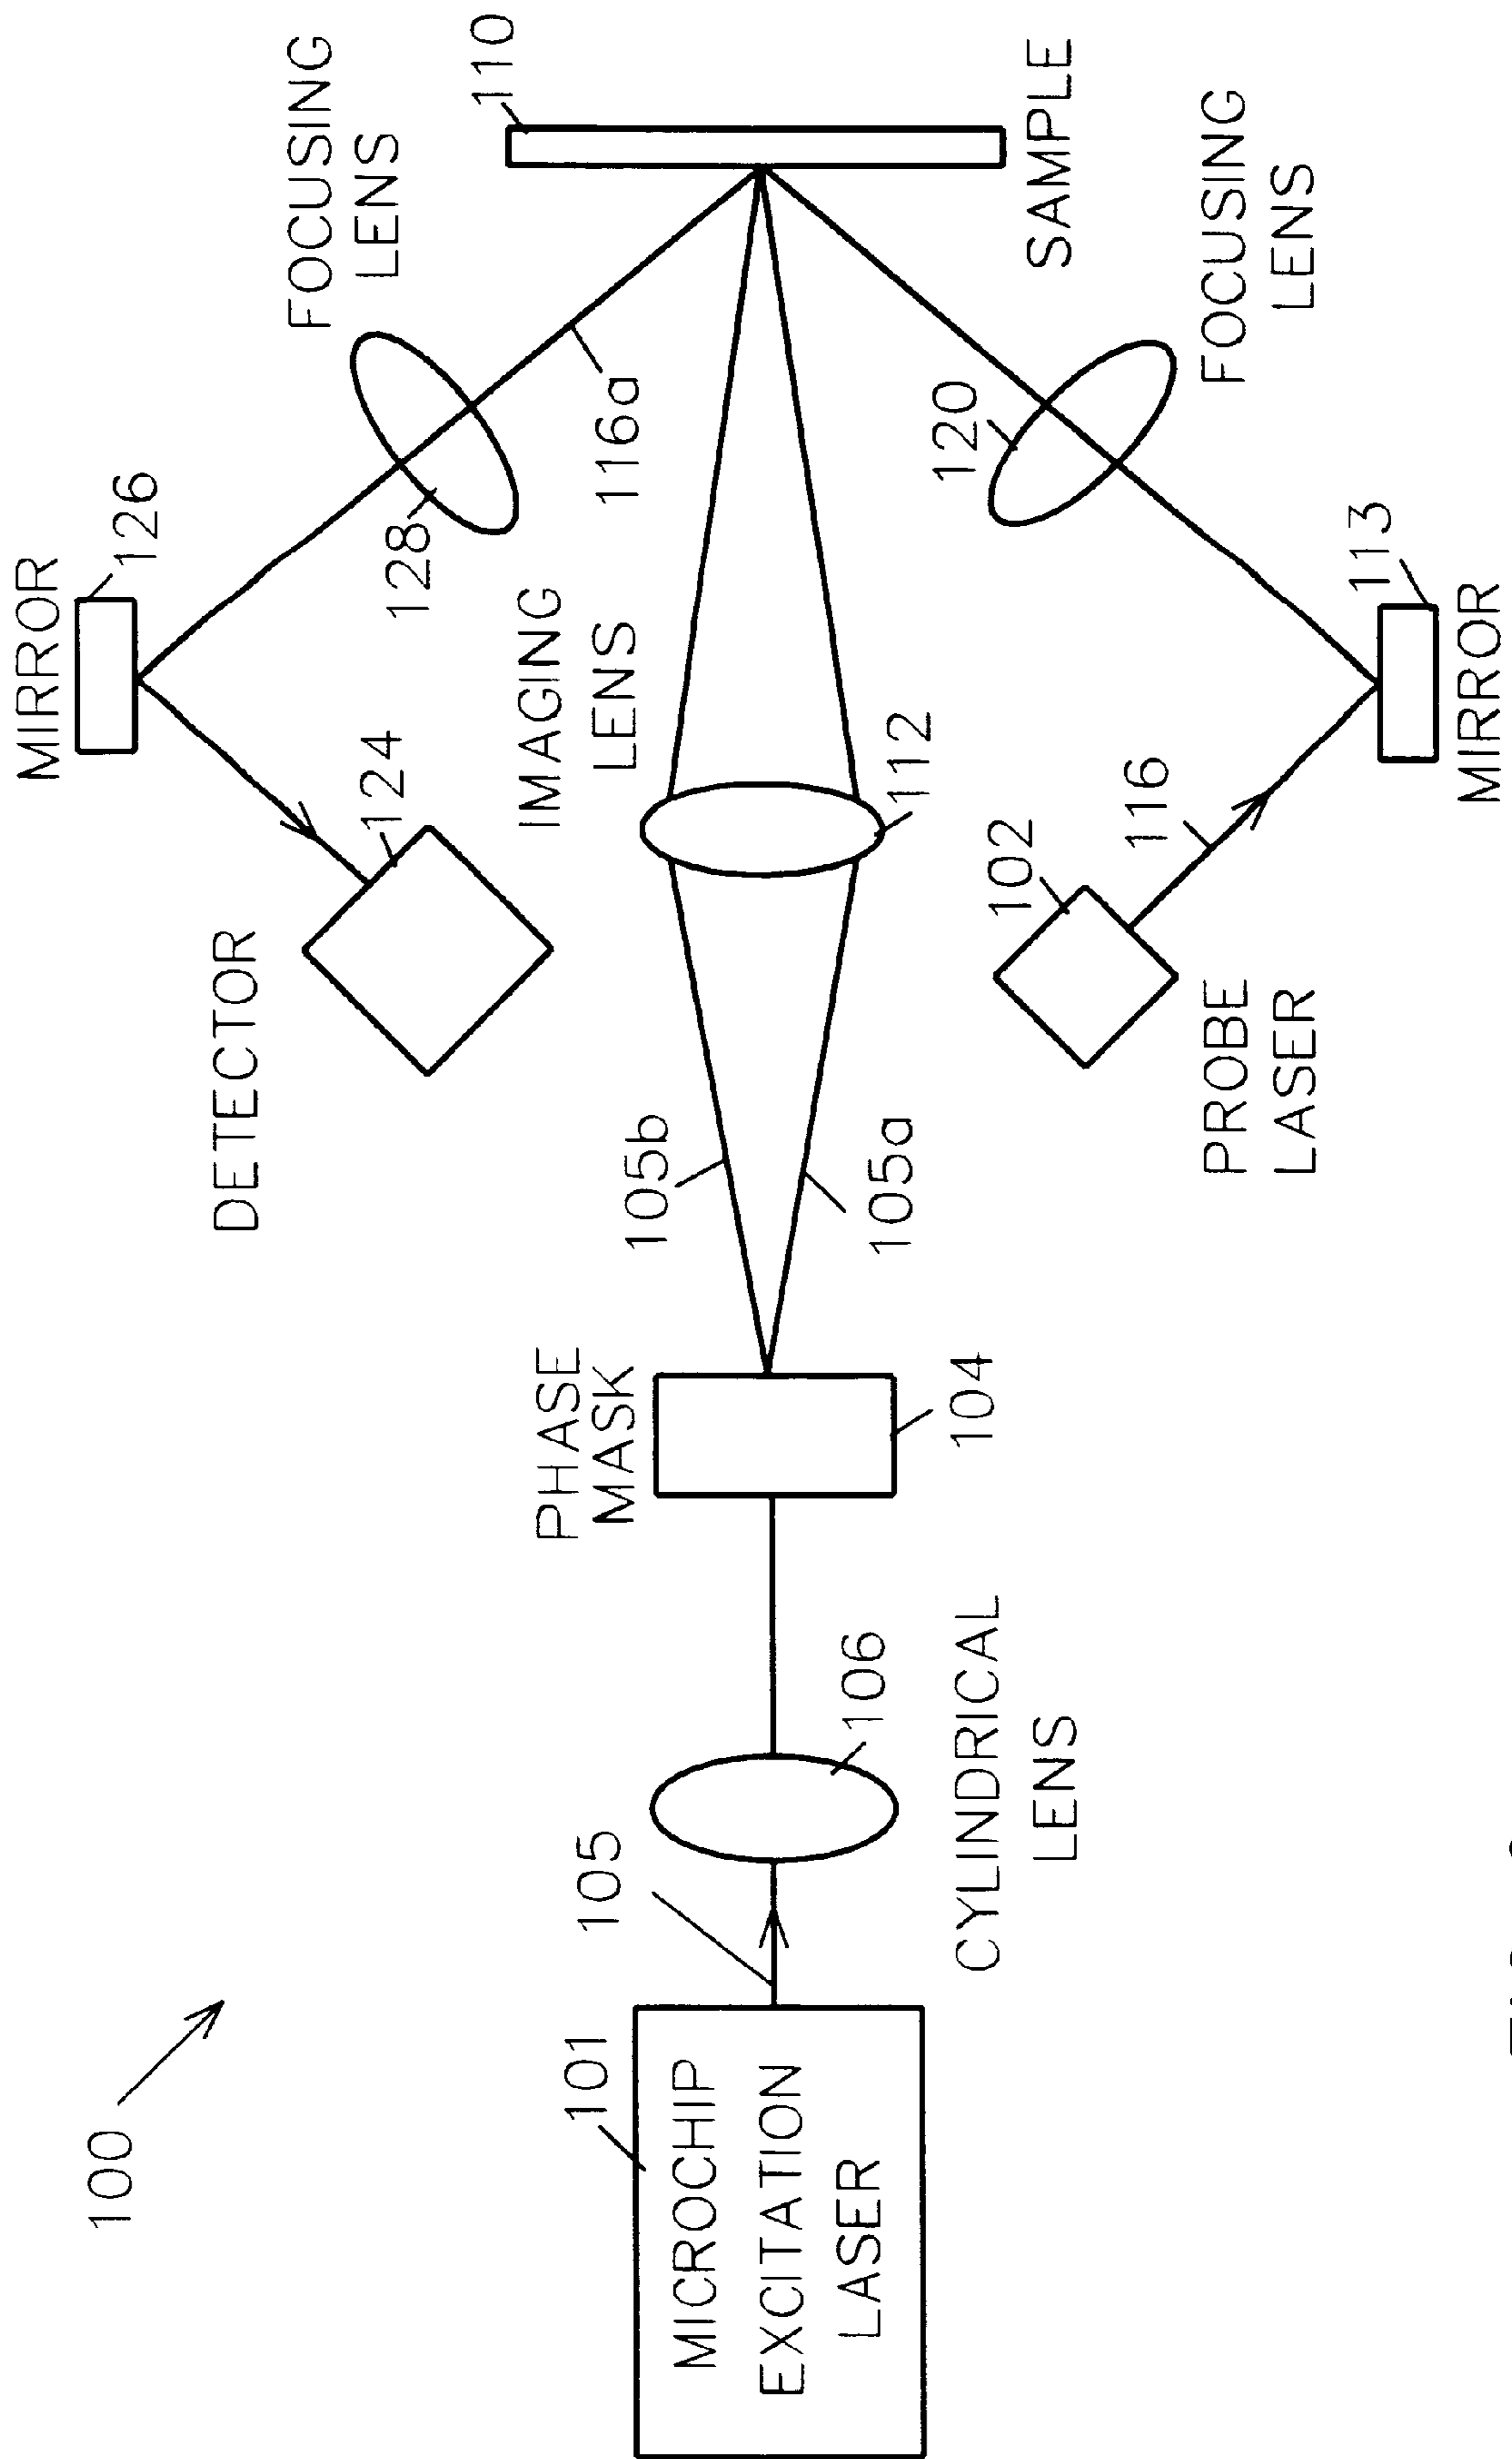 100
101
MICROCHIP
EXCITATION
LASER
105
106
CYLINDRICAL
LENS
PHASE
MASK
104
105b
105a
DETECTOR
124
MIRROR
126
FOCUSING
LENS
128
116a
IMAGING
LENS
112
110
SAMPLE
PROBE
LASER
102
116
MIRROR
113
120
FOCUSING
LENS